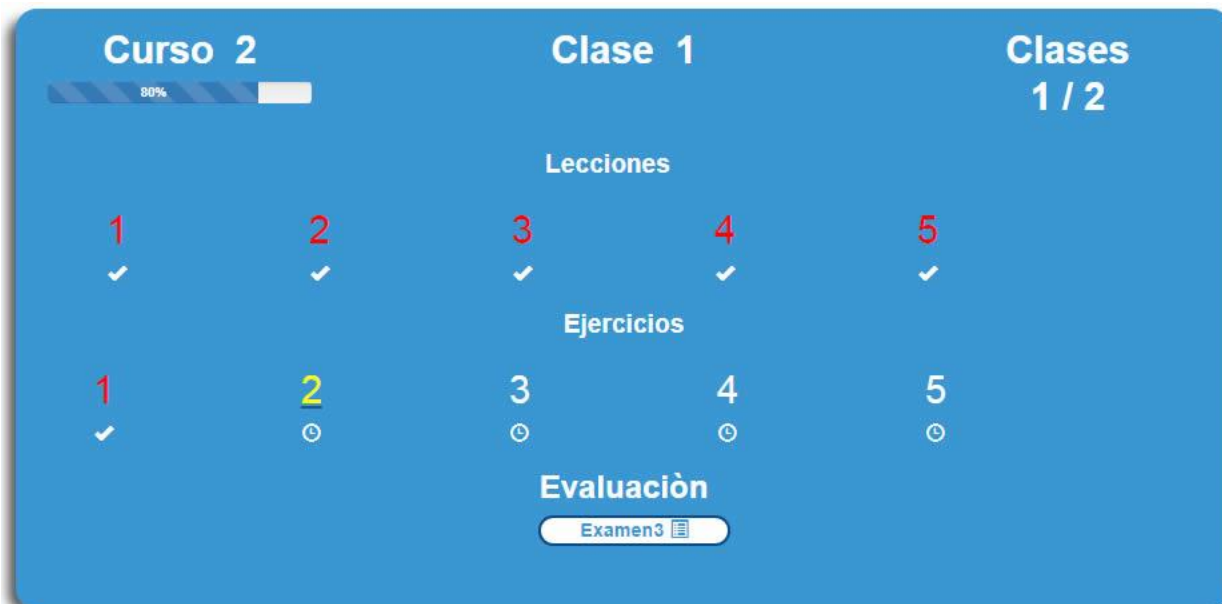 Curso 2
Clase 1
Clases
80%
1 / 2
Lecciones
1 2 3 4 5
Ejercicios
1 2 3 4 5
Evaluaciòn
Examen3